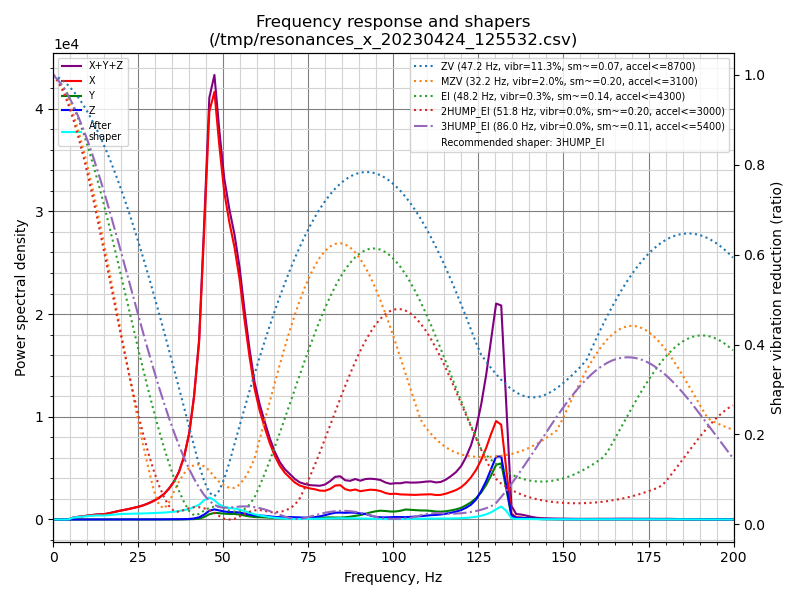 Frequency response and shapers
(/tmp/resonances_x_20230424_125532.csv)
1e4
X+Y+Z
X
Y
Z
After
shaper
ZV (47.2 Hz, vibr=11.3%, sm~=0.07, accel<=8700)
MZV (32.2 Hz, vibr=2.0%, sm~=0.20, accel<=3100)
EI (48.2 Hz, vibr=0.3%, sm~=0.14, accel<=4300)
2HUMP_EI (51.8 Hz, vibr=0.0%, sm~=0.20, accel<=3000)
3HUMP_EI (86.0 Hz, vibr=0.0%, sm~=0.11, accel<=5400)
Recommended shaper: 3HUMP_EI
Power spectral density
4
3
2
1
0
1.0
0.8
0.6
0.4
0.2
0.0
Shaper vibration reduction (ratio)
0 25 50 75 100 125 150 175 200
Frequency, Hz